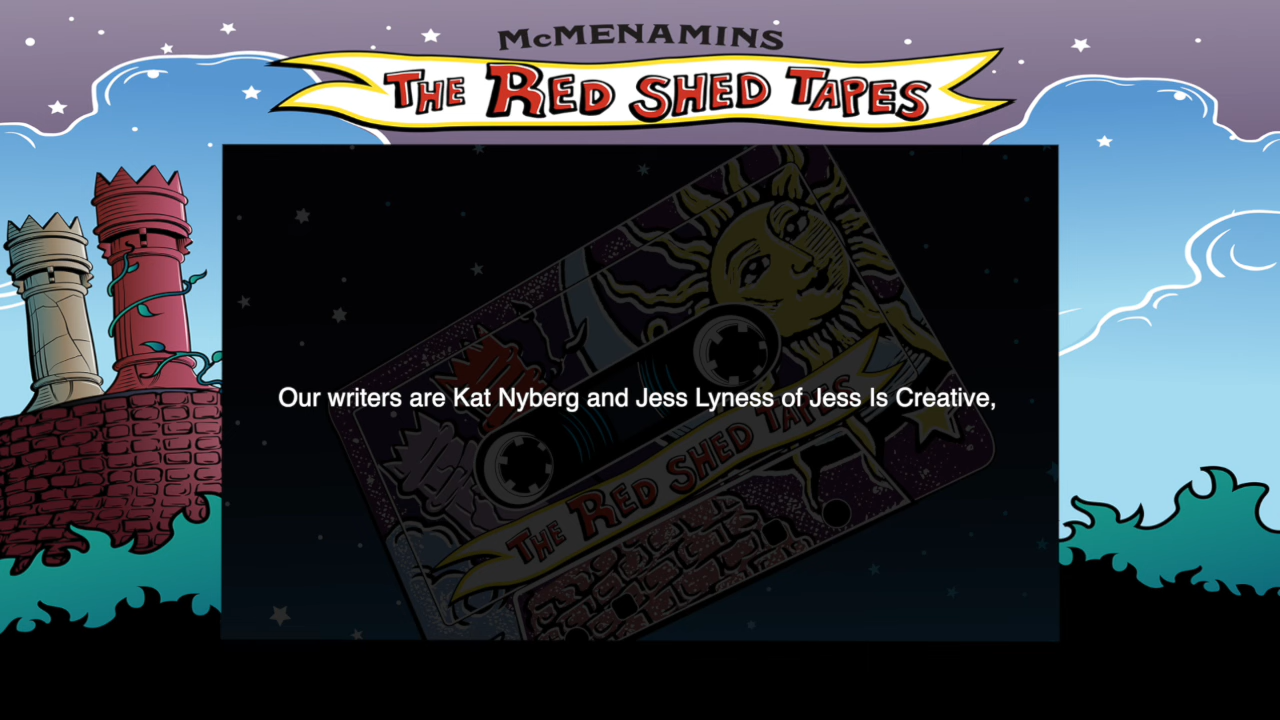 McMENAMINS
THE RED SHED TAPES
Our writers are Kat Nyberg and Jess Lyness of Jess Is Creative,
THE RED SHED TAPES